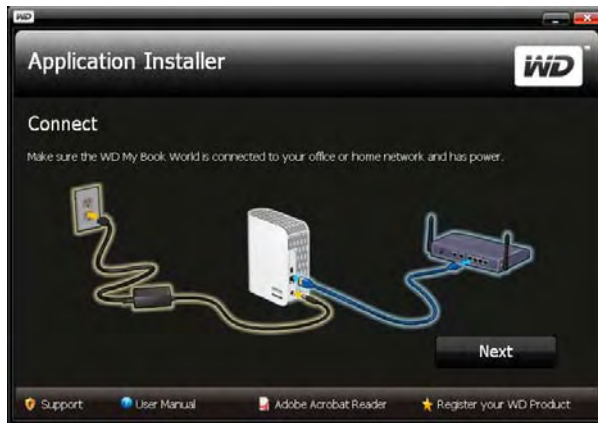 WD
Application Installer
WD
Connect
Make sure the WD My Book World is connected to your office or home network and has power.
Next
Support
User Manual
Adobe Acrobat Reader
Register your WD Product